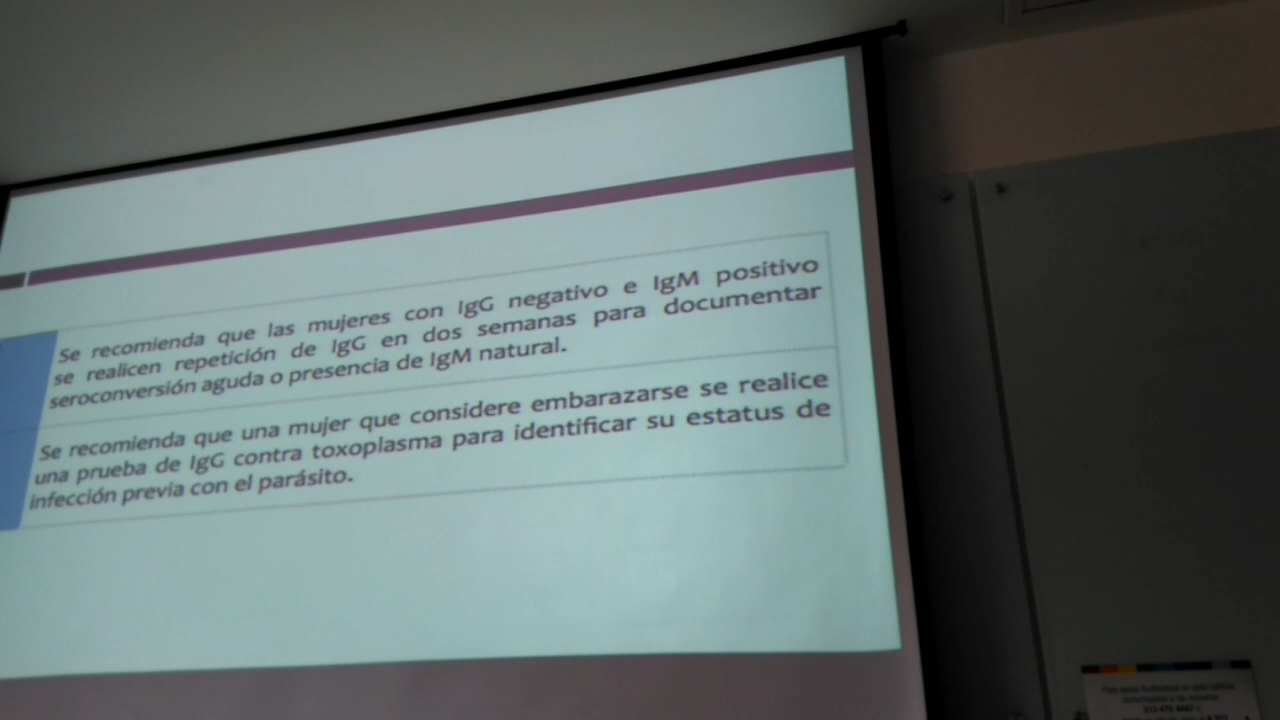 Se recomienda que las mujeres con IgG negativo e IgM positivo
se realicen repetición de IgG en dos semanas para documentar
seroconversión aguda o presencia de IgM natural.
Se recomienda que una mujer que considere embarazarse se realice
una prueba de IgG contra toxoplasma para identificar su estatus de
infección previa con el parásito.